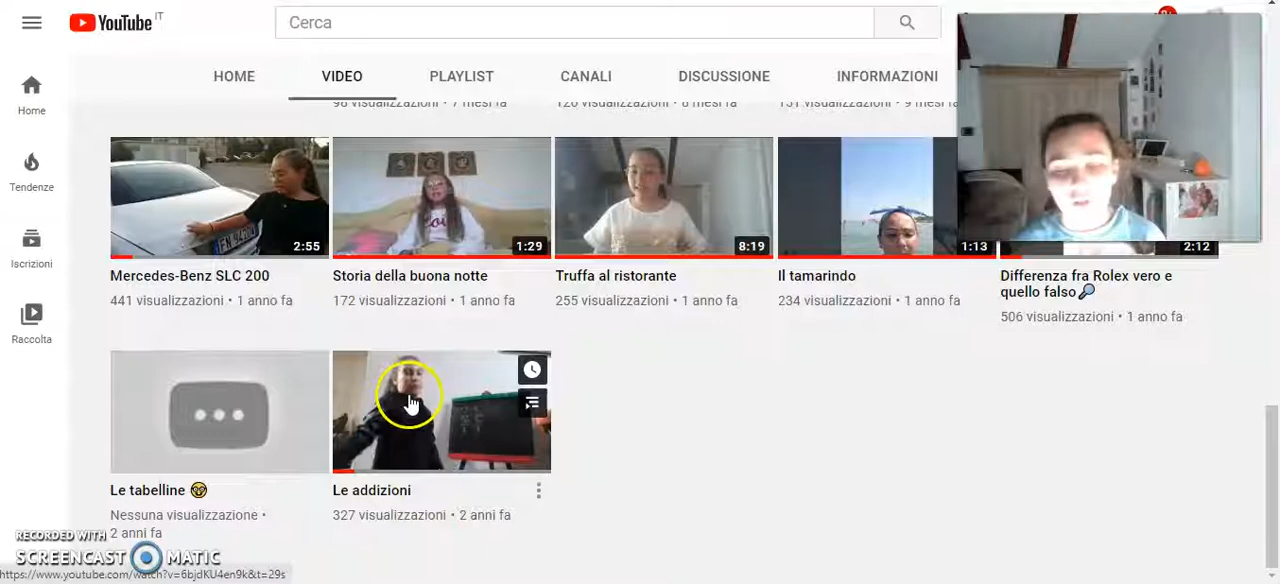 YouTube IT
Cerca
HOME VIDEO PLAYLIST CANALI DISCUSSIONE INFORMAZIONI
Home
Tendenze
Iscrizioni
Raccolta
2:55
1:29
8:19
1:13
2:12
Mercedes-Benz SLC 200
441 visualizzazioni • 1 anno fa
Storia della buona notte
172 visualizzazioni • 1 anno fa
Truffa al ristorante
255 visualizzazioni • 1 anno fa
Il tamarindo
234 visualizzazioni • 1 anno fa
Differenza fra Rolex vero e
quello falso🔎
506 visualizzazioni • 1 anno fa
Le tabelline 🤓
Nessuna visualizzazione •
2 anni fa
Le addizioni
327 visualizzazioni • 2 anni fa
RECORDED WITH
SCREENCAST MATIC
https://www.youtube.com/watch?v=6bjdKU4en9k&t=29s